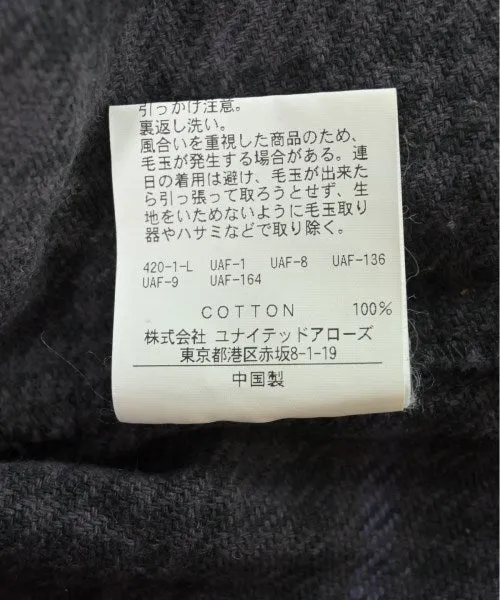 引っかけ注意。
裏返し洗い。
風合いを重視した商品のため、
毛玉が発生する場合がある。連
日の着用は避け、毛玉が出来た
ら引っ張って取ろうとせず、生
地をいためないように毛玉取り
器やハサミなどで取り除く。
420-1-L UAF-1 UAF-8 UAF-136
UAF-9 UAF-164
COTTON 100%
株式会社 ユナイテッドアローズ
東京都港区赤坂8-1-19
中国製